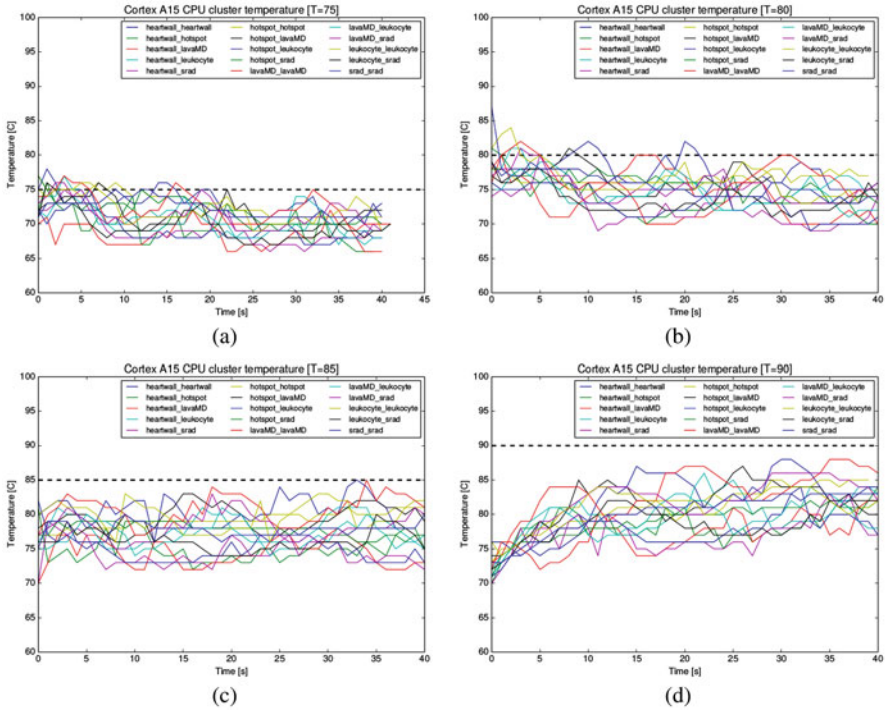 Cortex A15 CPU cluster temperature [T=75]
100
95
90
85
80
75
70
65
60
Temperature [C]
heartwall_heartwall
heartwall_hotspot
heartwall_lavaMD
heartwall_leukocyte
heartwall_srad
hotspot_hotspot
hotspot_lavaMD
hotspot_leukocyte
hotspot_srad
lavaMD_lavaMD
lavaMD_leukocyte
lavaMD_srad
leukocyte_leukocyte
leukocyte_srad
srad_srad
0 5 10 15 20 25 30 35 40 45
Time [s]
(a)
Cortex A15 CPU cluster temperature [T=80]
100
95
90
85
80
75
70
65
60
Temperature [C]
heartwall_heartwall
heartwall_hotspot
heartwall_lavaMD
heartwall_leukocyte
heartwall_srad
hotspot_hotspot
hotspot_lavaMD
hotspot_leukocyte
hotspot_srad
lavaMD_lavaMD
lavaMD_leukocyte
lavaMD_srad
leukocyte_leukocyte
leukocyte_srad
srad_srad
0 5 10 15 20 25 30 35 40
Time [s]
(b)
Cortex A15 CPU cluster temperature [T=85]
100
95
90
85
80
75
70
65
60
Temperature [C]
heartwall_heartwall
heartwall_hotspot
heartwall_lavaMD
heartwall_leukocyte
heartwall_srad
hotspot_hotspot
hotspot_lavaMD
hotspot_leukocyte
hotspot_srad
lavaMD_lavaMD
lavaMD_leukocyte
lavaMD_srad
leukocyte_leukocyte
leukocyte_srad
srad_srad
0 5 10 15 20 25 30 35 40
Time [s]
(c)
Cortex A15 CPU cluster temperature [T=90]
100
95
90
85
80
75
70
65
60
Temperature [C]
heartwall_heartwall
heartwall_hotspot
heartwall_lavaMD
heartwall_leukocyte
heartwall_srad
hotspot_hotspot
hotspot_lavaMD
hotspot_leukocyte
hotspot_srad
lavaMD_lavaMD
lavaMD_leukocyte
lavaMD_srad
leukocyte_leukocyte
leukocyte_srad
srad_srad
0 5 10 15 20 25 30 35 40
Time [s]
(d)